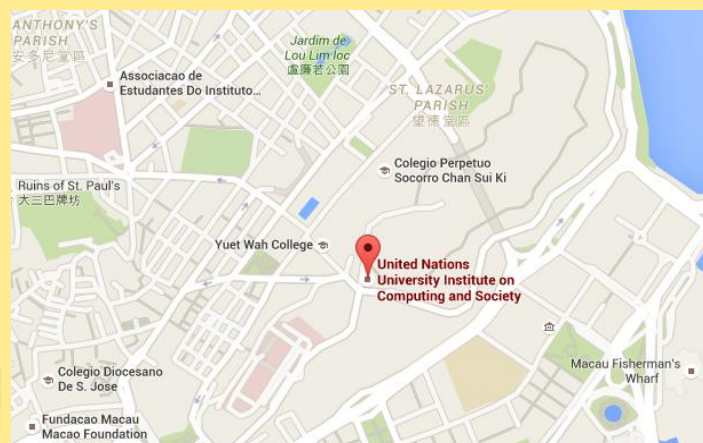 ANTHONY'S
PARISH
安多尼堂區
Jardim de
Lou Lim Ioc
盧廉若公園
Associacao de
Estudantes Do Instituto...
ST. LAZARUS'
PARISH
望德堂區
Colegio Perpetuo
Socorro Chan Sui Ki
Ruins of St. Paul's
大三巴牌坊
Yuet Wah College
United Nations
University Institute on
Computing and Society
Macau Fisherman's
Wharf
Colegio Diocesano
De S. Jose
Fundacao Macau
Macao Foundation